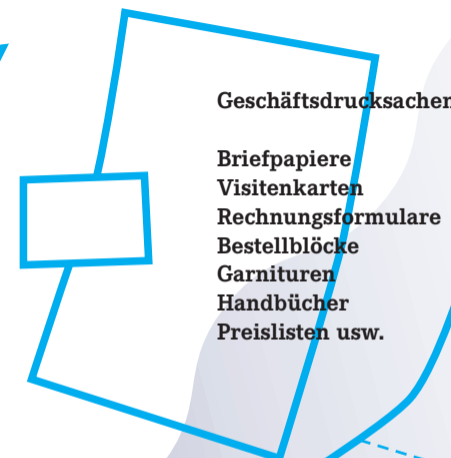 Geschäftsdrucksachen
Briefpapiere
Visitenkarten
Rechnungsformulare
Bestellblöcke
Garnituren
Handbücher
Preislisten usw.